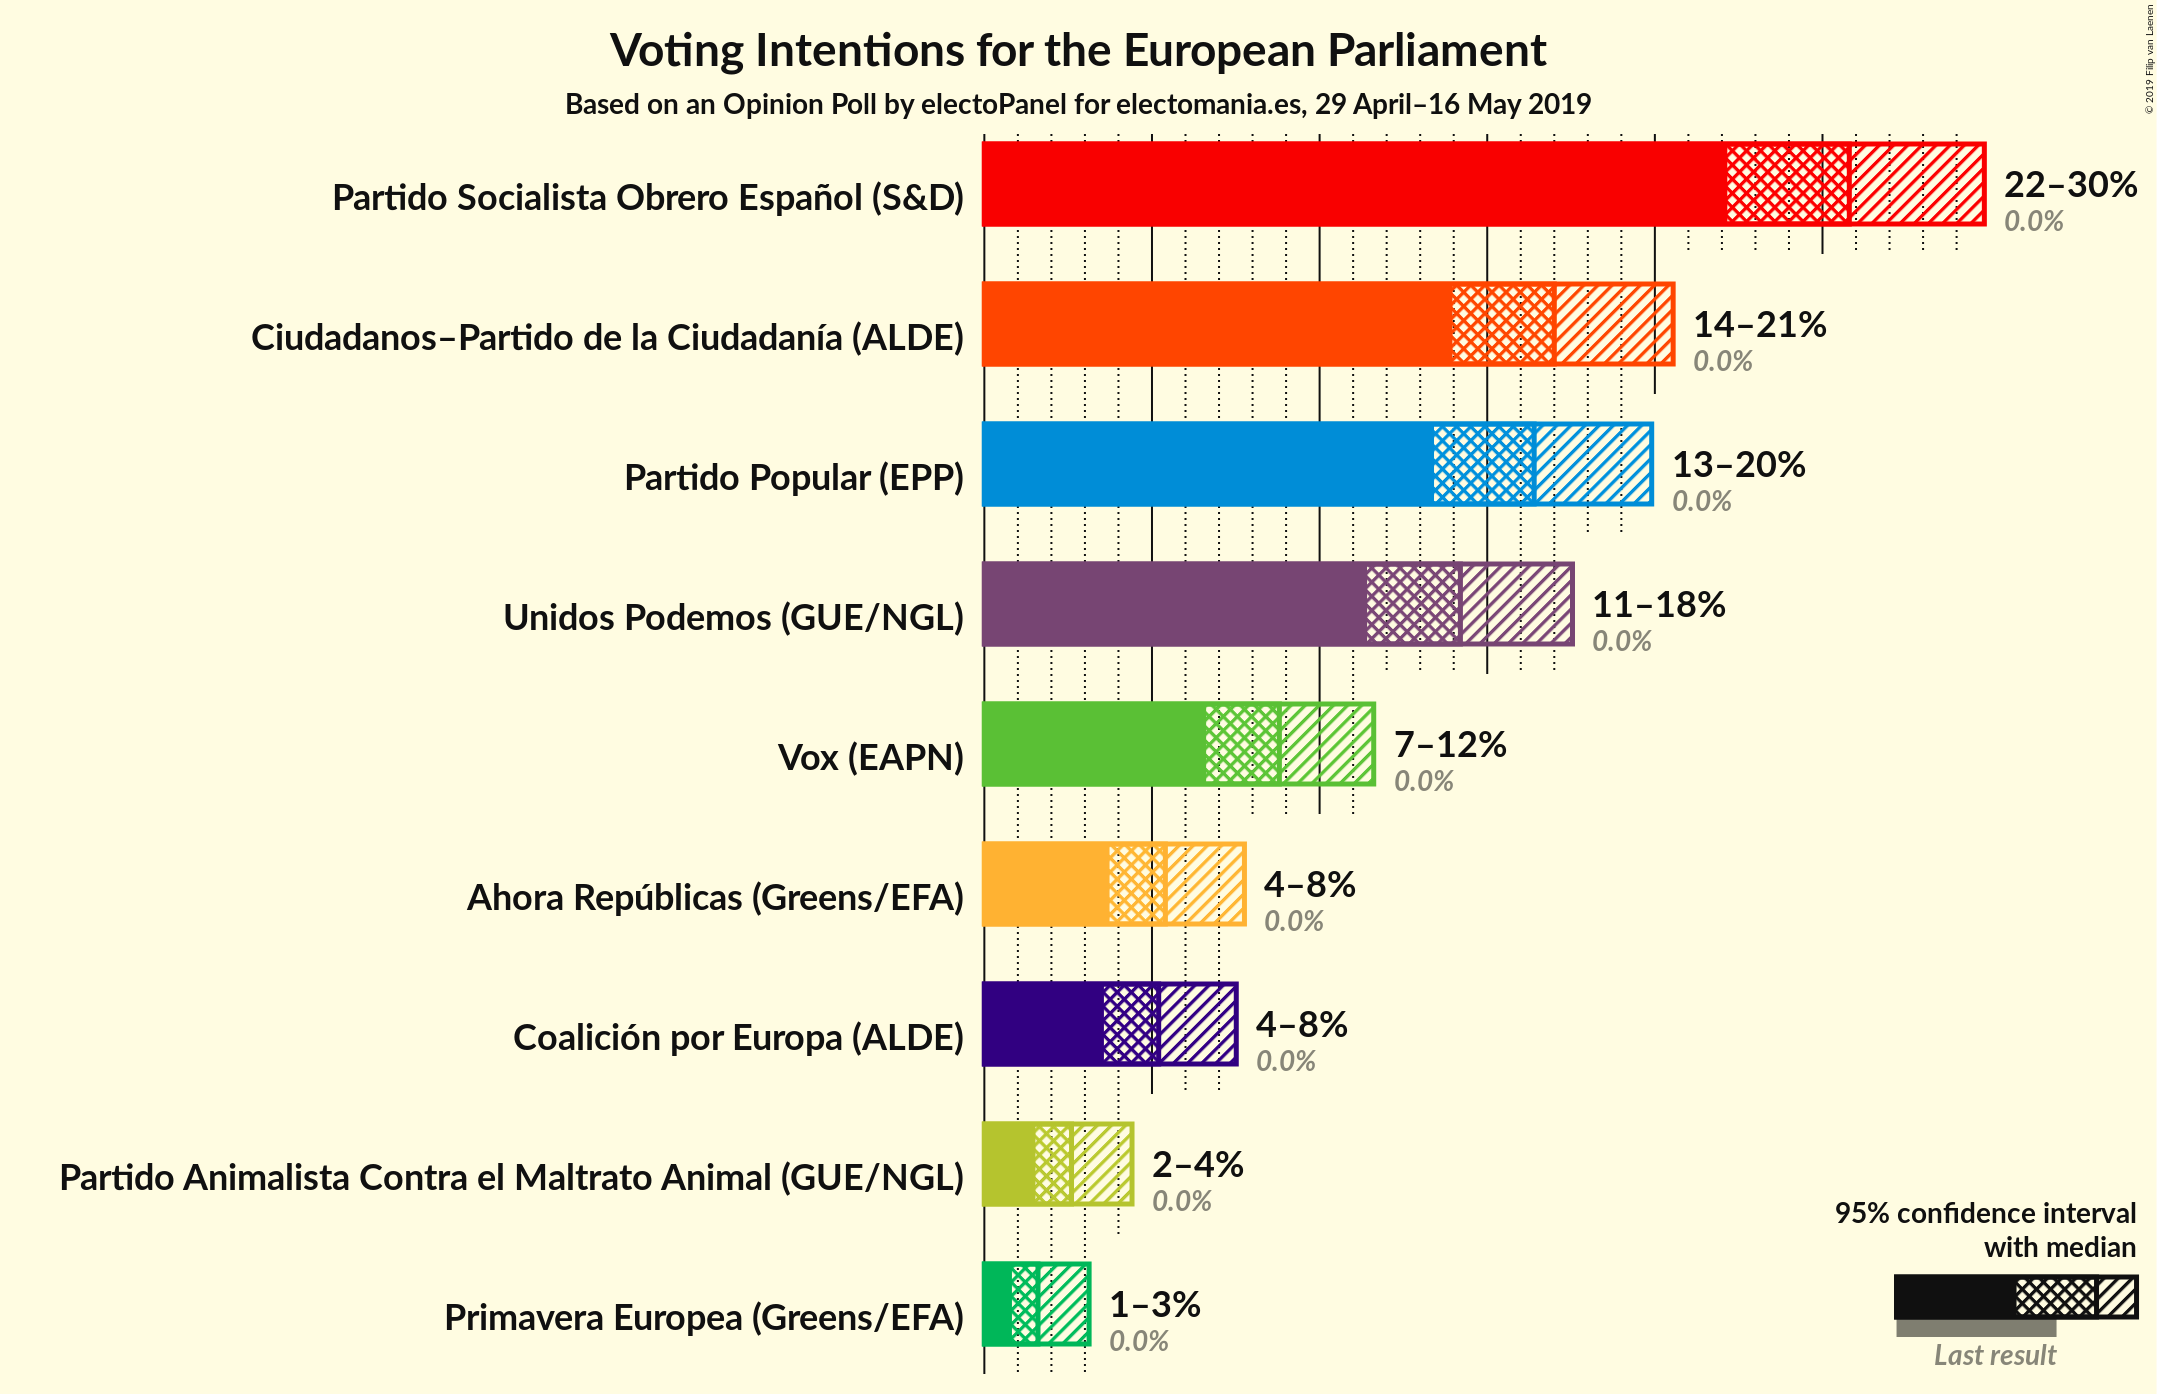 Voting Intentions for the European Parliament
Based on an Opinion Poll by electoPanel for electomania.es, 29 April–16 May 2019
© 2019 Filip van Laenen
Partido Socialista Obrero Español (S&D)
22–30%
0.0%
Ciudadanos–Partido de la Ciudadanía (ALDE)
14–21%
0.0%
Partido Popular (EPP)
13–20%
0.0%
Unidos Podemos (GUE/NGL)
11–18%
0.0%
Vox (EAPN)
7–12%
0.0%
Ahora Repúblicas (Greens/EFA)
4–8%
0.0%
Coalición por Europa (ALDE)
4–8%
0.0%
Partido Animalista Contra el Maltrato Animal (GUE/NGL)
2–4%
0.0%
Primavera Europea (Greens/EFA)
1–3%
0.0%
95% confidence interval
with median
Last result